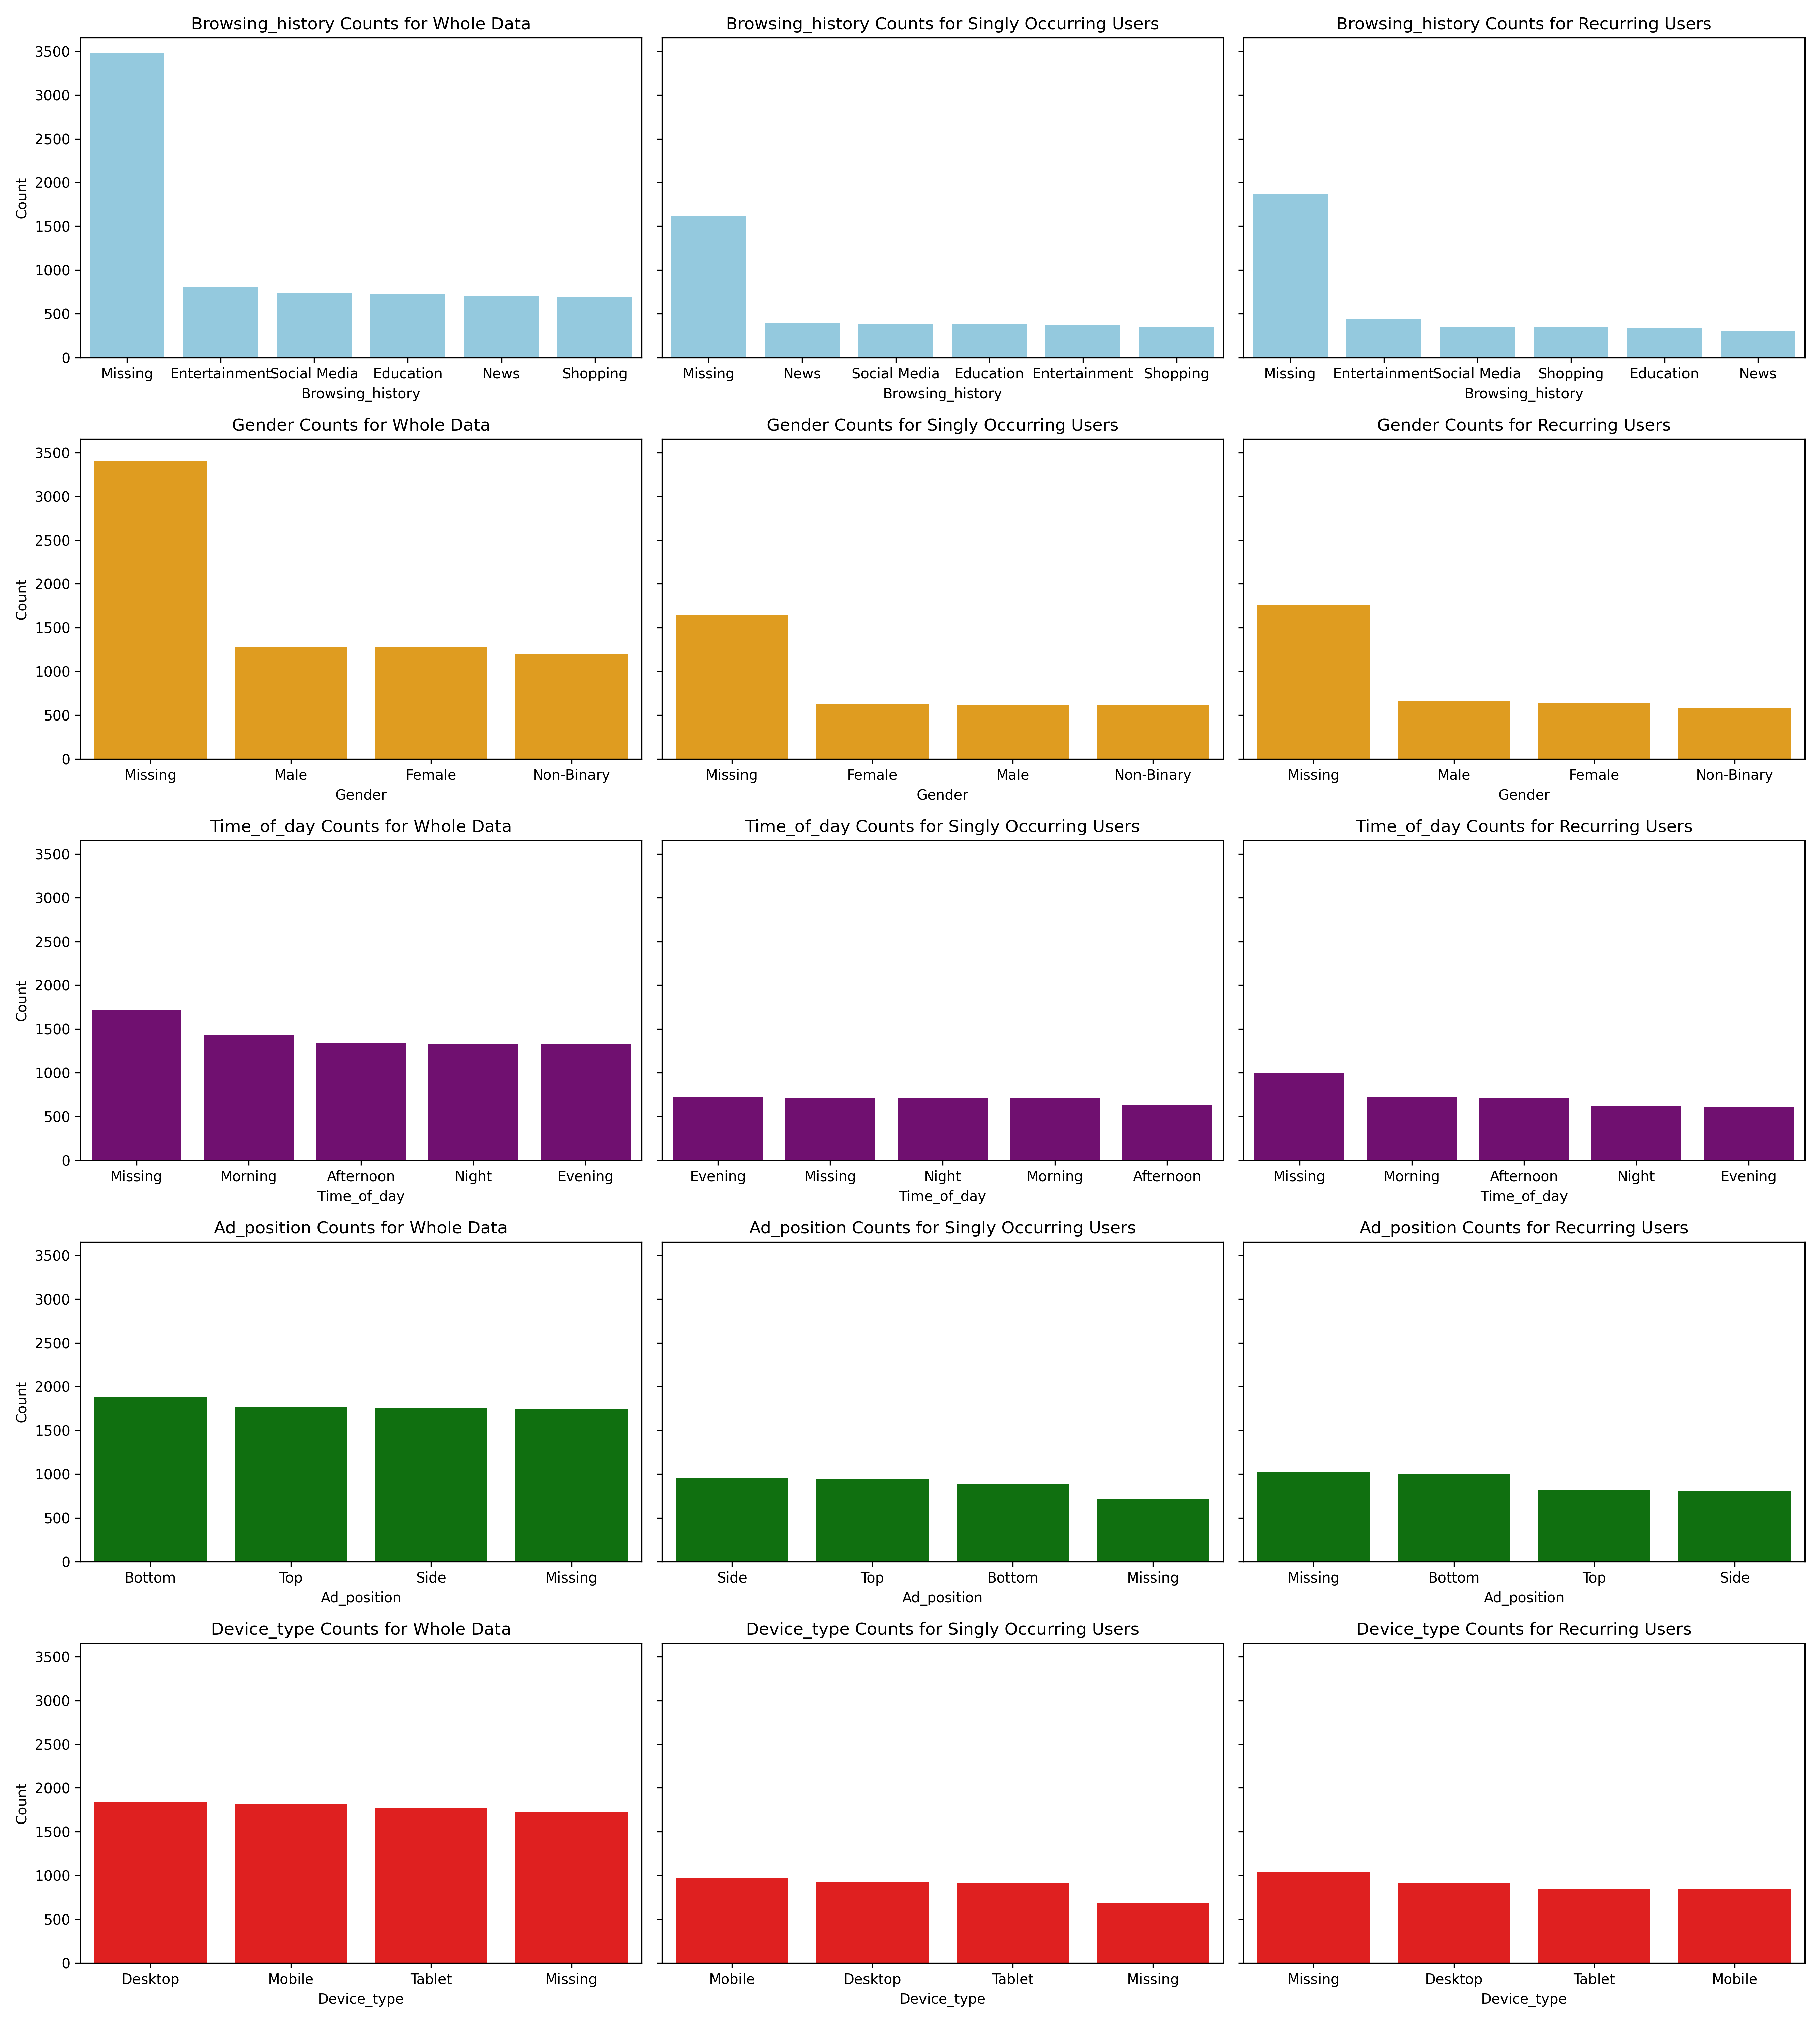 Browsing_history Counts for Whole Data
Browsing_history Counts for Singly Occurring Users
Browsing_history Counts for Recurring Users
3500
3000
2500
2000
1500
1000
500
0
Count
Missing Entertainment Social Media Education News Shopping
Browsing_history
Missing News Social Media Education Entertainment Shopping
Browsing_history
Missing Entertainment Social Media Shopping Education News
Browsing_history
Gender Counts for Whole Data
Gender Counts for Singly Occurring Users
Gender Counts for Recurring Users
3500
3000
2500
2000
1500
1000
500
0
Count
Missing Male Female Non-Binary
Gender
Missing Female Male Non-Binary
Gender
Missing Male Female Non-Binary
Gender
Time_of_day Counts for Whole Data
Time_of_day Counts for Singly Occurring Users
Time_of_day Counts for Recurring Users
3500
3000
2500
2000
1500
1000
500
0
Count
Missing Morning Afternoon Night Evening
Time_of_day
Evening Missing Night Morning Afternoon
Time_of_day
Missing Morning Afternoon Night Evening
Time_of_day
Ad_position Counts for Whole Data
Ad_position Counts for Singly Occurring Users
Ad_position Counts for Recurring Users
3500
3000
2500
2000
1500
1000
500
0
Count
Bottom Top Side Missing
Ad_position
Side Top Bottom Missing
Ad_position
Missing Bottom Top Side
Ad_position
Device_type Counts for Whole Data
Device_type Counts for Singly Occurring Users
Device_type Counts for Recurring Users
3500
3000
2500
2000
1500
1000
500
0
Count
Desktop Mobile Tablet Missing
Device_type
Mobile Desktop Tablet Missing
Device_type
Missing Desktop Tablet Mobile
Device_type